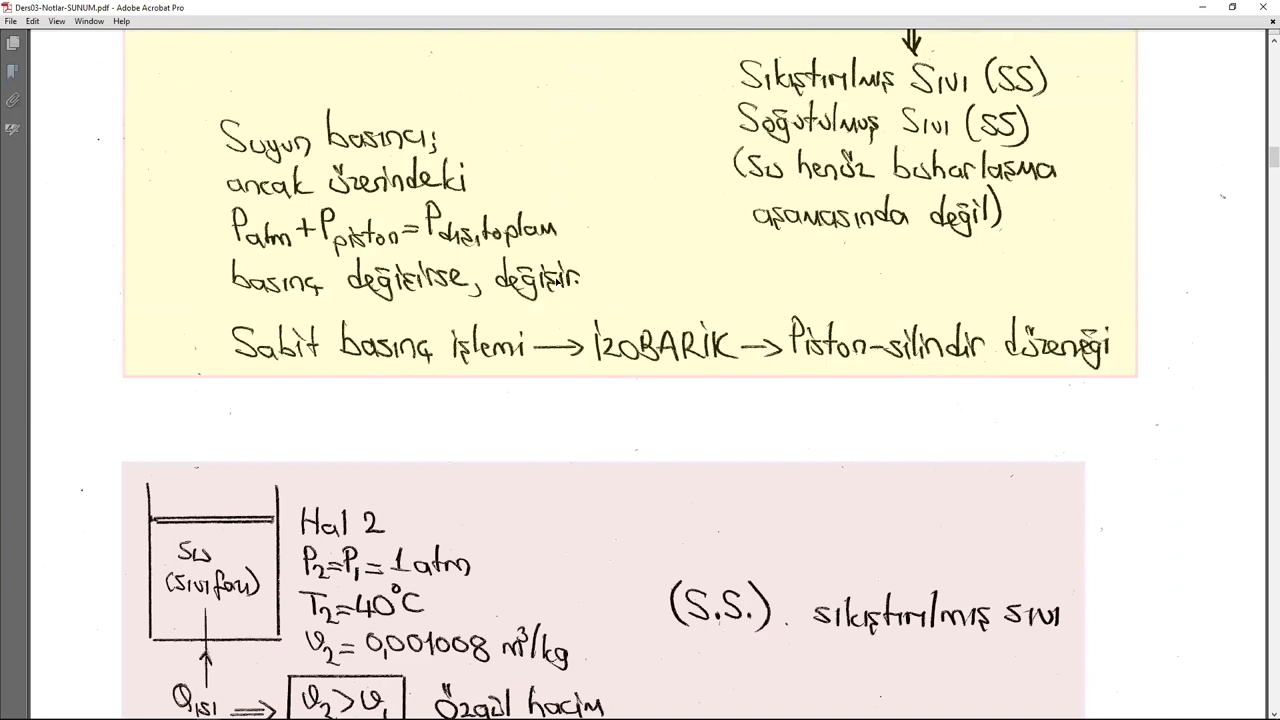 Ders03-Notlar-SUNUM.pdf - Adobe Acrobat Pro
File Edit View Window Help
Sıkıştırılmış Sıvı (SS)
Soğutulmuş Sıvı (SS)
(Su henüz buharlaşma
aşamasında değil)
Suyun basıncı;
ancak üzerindeki
Patm+Ppiston=Pdış,toplam
basınç değişirse, değişir.
Sabit basınç işlemi → İZOBARİK → Piston-silindir düzeneği
Su
(sıvı fazı)
Qısı
Hal 2
P2=P1=1atm
T2=40°C
υ2=0,001008 m³/kg
⇒ υ2>υ1 Özgül hacim
(S.S.) sıkıştırılmış sıvı